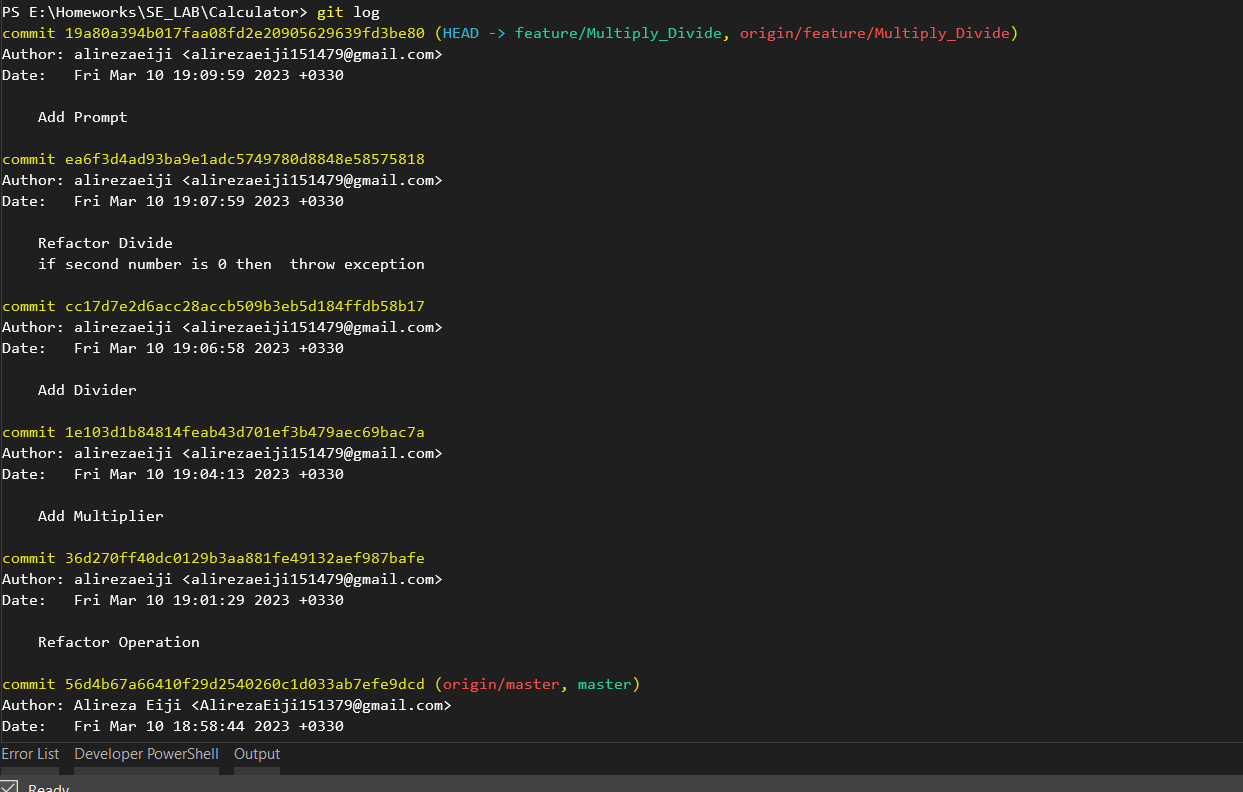 PS E:\Homeworks\SE_LAB\Calculator> git log
commit 19a80a394b017faa08fd2e20905629639fd3be80 (HEAD -> feature/Multiply_Divide, origin/feature/Multiply_Divide)
Author: alirezaeiji <alirezaeiji151479@gmail.com>
Date:   Fri Mar 10 19:09:59 2023 +0330

    Add Prompt

commit ea6f3d4ad93ba9e1adc5749780d8848e58575818
Author: alirezaeiji <alirezaeiji151479@gmail.com>
Date:   Fri Mar 10 19:07:59 2023 +0330

    Refactor Divide
    if second number is 0 then  throw exception

commit cc17d7e2d6acc28accb509b3eb5d184ffdb58b17
Author: alirezaeiji <alirezaeiji151479@gmail.com>
Date:   Fri Mar 10 19:06:58 2023 +0330

    Add Divider

commit 1e103d1b84814feab43d701ef3b479aec69bac7a
Author: alirezaeiji <alirezaeiji151479@gmail.com>
Date:   Fri Mar 10 19:04:13 2023 +0330

    Add Multiplier

commit 36d270ff40dc0129b3aa881fe49132aef987bafe
Author: alirezaeiji <alirezaeiji151479@gmail.com>
Date:   Fri Mar 10 19:01:29 2023 +0330

    Refactor Operation

commit 56d4b67a66410f29d2540260c1d033ab7efe9dcd (origin/master, master)
Author: Alireza Eiji <AlirezaEiji151379@gmail.com>
Date:   Fri Mar 10 18:58:44 2023 +0330
Error List Developer PowerShell Output
Ready